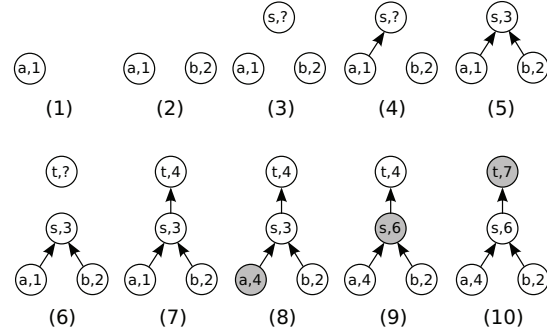 s,? s,? s,3
a,1 a,1 b,2 a,1 b,2 a,1 b,2 a,1 b,2
(1) (2) (3) (4) (5)
t,? t,4 t,4 t,4 t,7
s,3 s,3 s,3 s,6 s,6
a,1 b,2 a,1 b,2 a,4 b,2 a,4 b,2 a,4 b,2
(6) (7) (8) (9) (10)